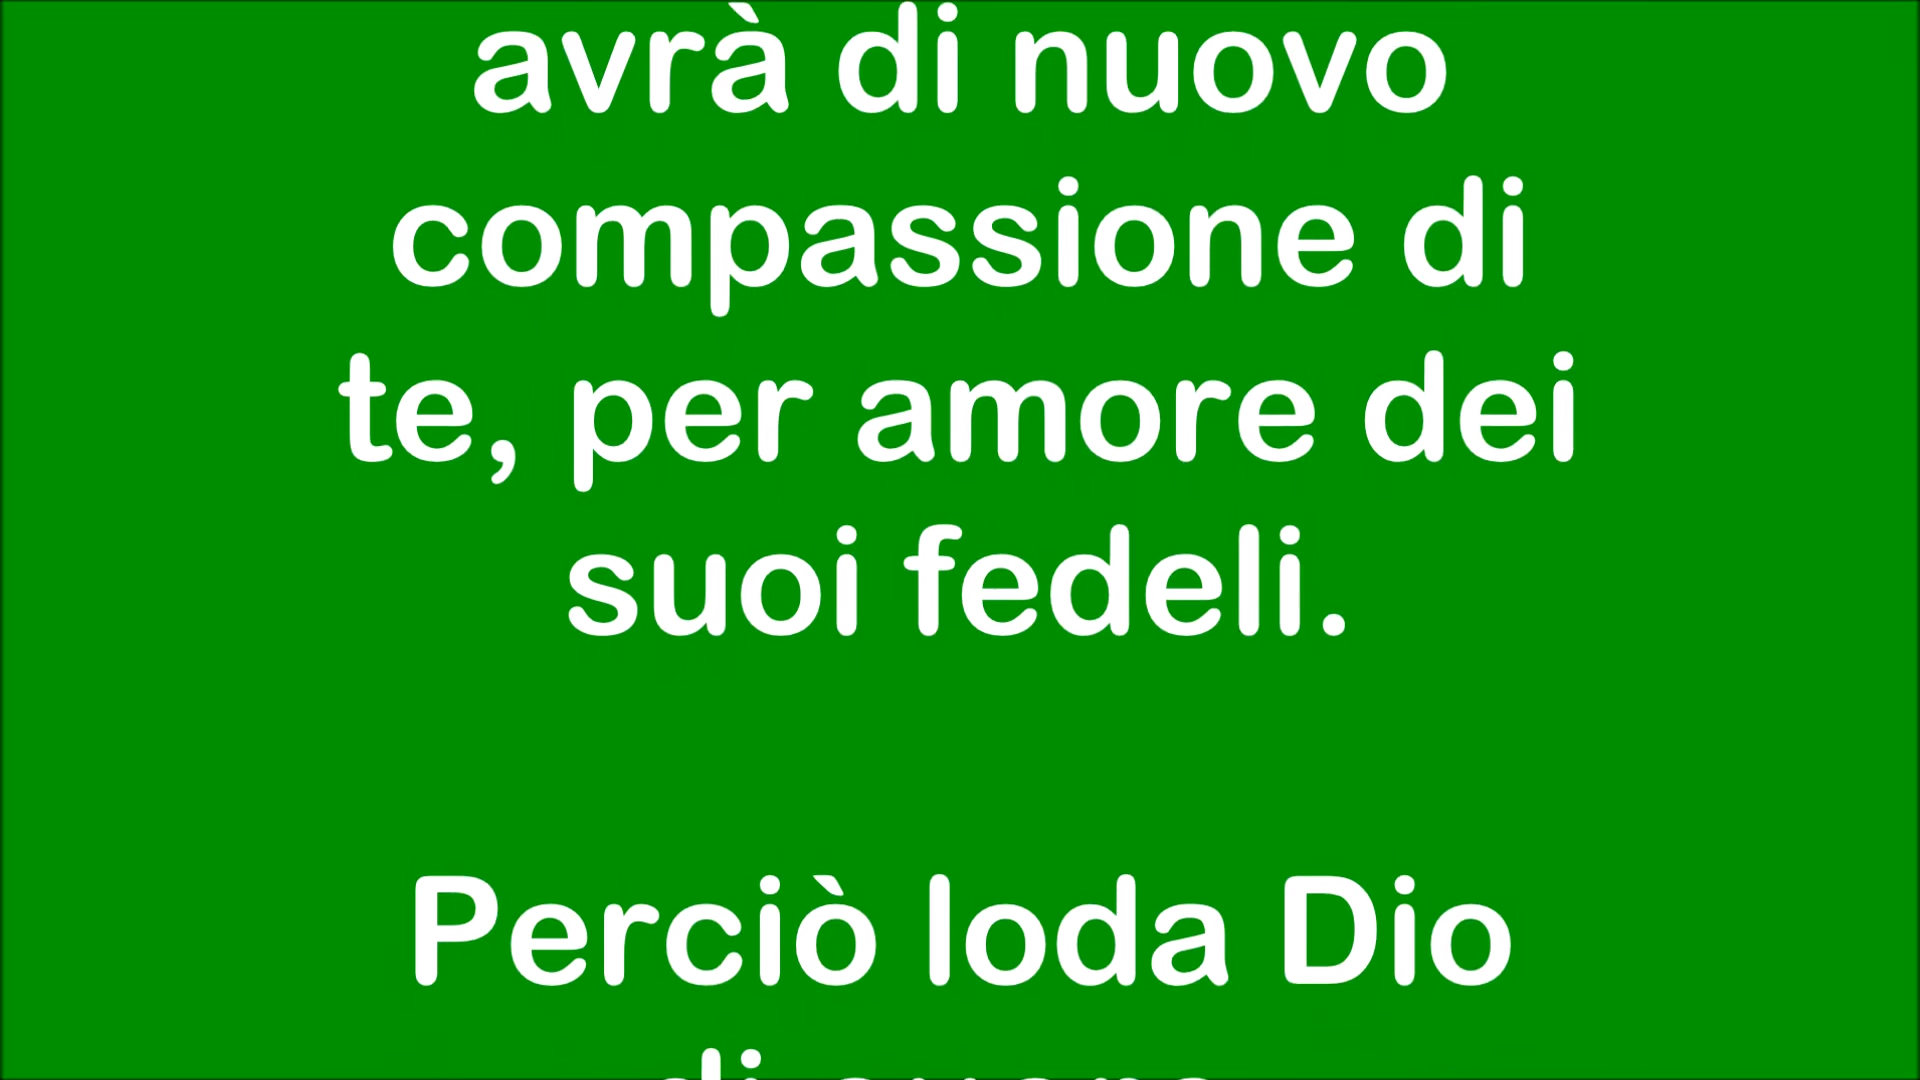 avrà di nuovo
compassione di
te, per amore dei
suoi fedeli.
Perciò loda Dio